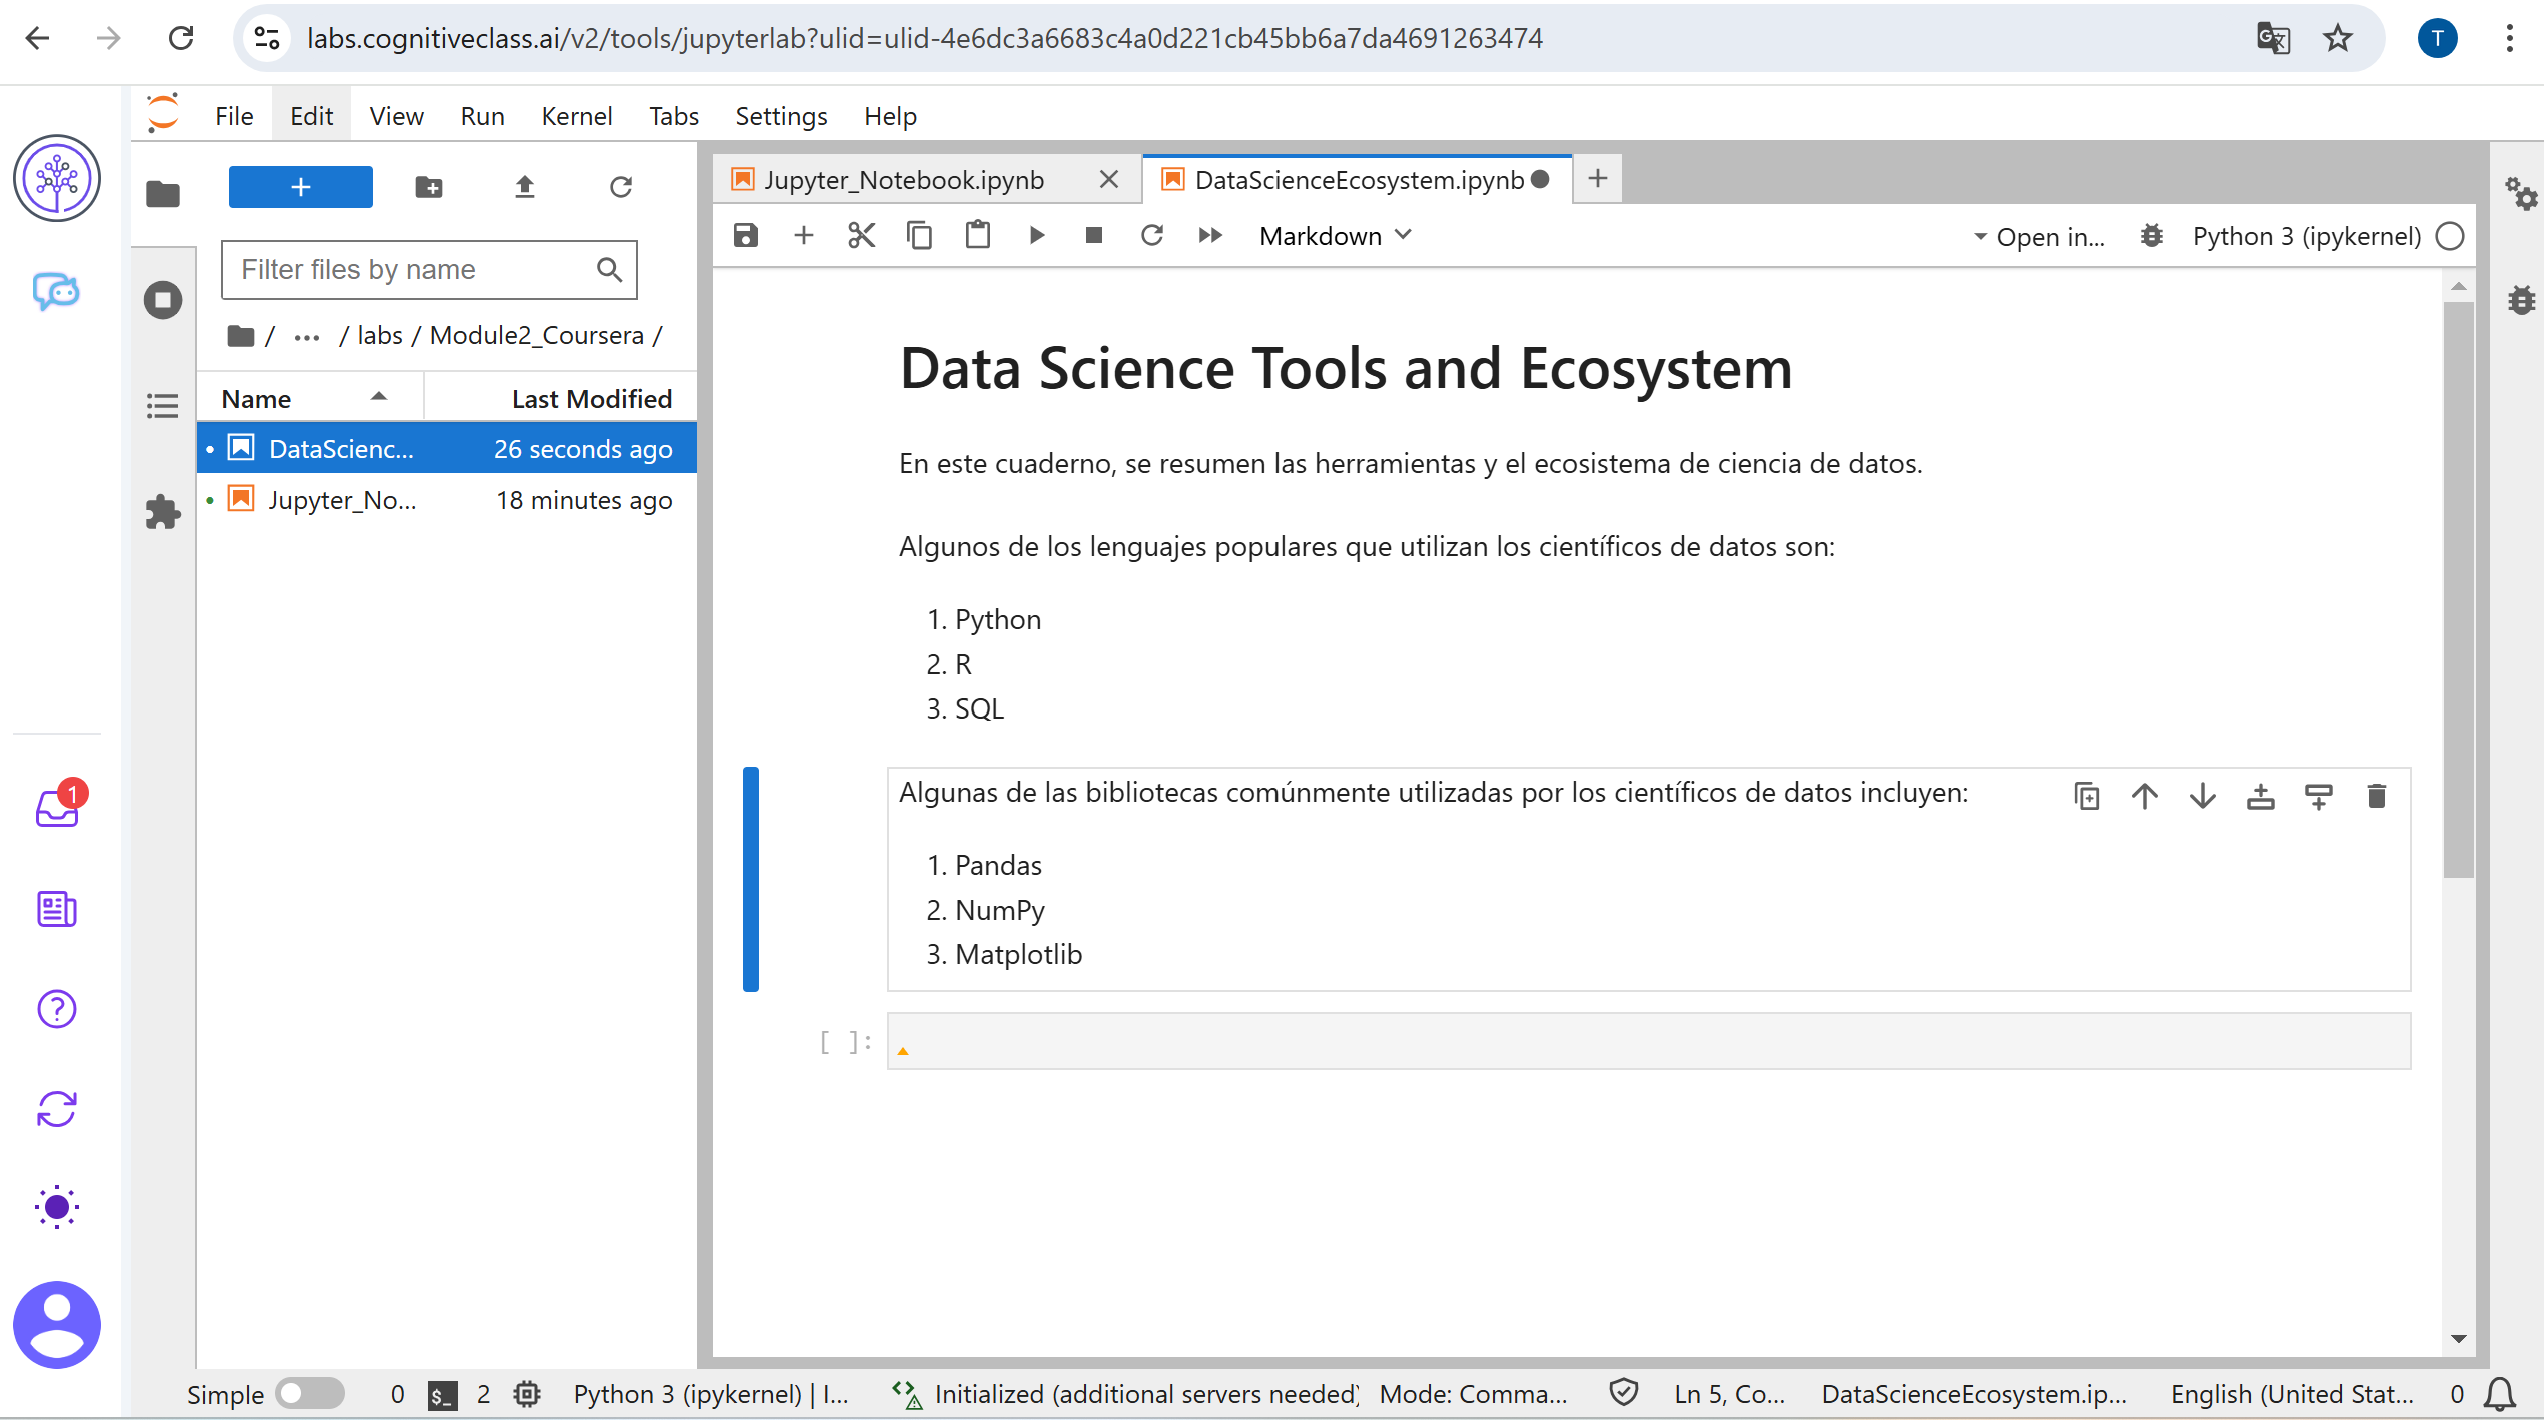 labs.cognitiveclass.ai/v2/tools/jupyterlab?ulid=ulid-4e6dc3a6683c4a0d221cb45bb6a7da4691263474
T
File Edit View Run Kernel Tabs Settings Help
Jupyter_Notebook.ipynb
DataScienceEcosystem.ipynb
Markdown
Open in...
Python 3 (ipykernel)
Filter files by name
/ ... / labs / Module2_Coursera /
Name Last Modified
DataScienc... 26 seconds ago
Jupyter_No... 18 minutes ago
Data Science Tools and Ecosystem
En este cuaderno, se resumen las herramientas y el ecosistema de ciencia de datos.
Algunos de los lenguajes populares que utilizan los científicos de datos son:
1. Python
2. R
3. SQL
Algunas de las bibliotecas comúnmente utilizadas por los científicos de datos incluyen:
1. Pandas
2. NumPy
3. Matplotlib
[ ]:
1
Simple 0 $_ 2 Python 3 (ipykernel) | I... Initialized (additional servers needed) Mode: Comma... Ln 5, Co... DataScienceEcosystem.ip... English (United Stat... 0